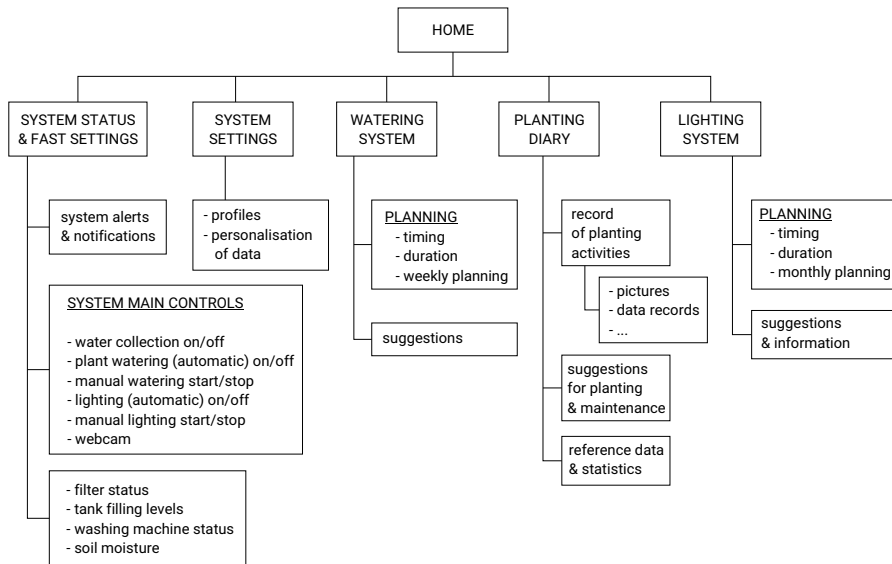 HOME
SYSTEM STATUS
& FAST SETTINGS
system alerts
& notifications
SYSTEM MAIN CONTROLS
- water collection on/off
- plant watering (automatic) on/off
- manual watering start/stop
- lighting (automatic) on/off
- manual lighting start/stop
- webcam
- filter status
- tank filling levels
- washing machine status
- soil moisture
SYSTEM
SETTINGS
- profiles
- personalisation
of data
WATERING
SYSTEM
PLANNING
- timing
- duration
- weekly planning
suggestions
PLANTING
DIARY
record
of planting
activities
- pictures
- data records
- ...
suggestions
for planting
& maintenance
reference data
& statistics
LIGHTING
SYSTEM
PLANNING
- timing
- duration
- monthly planning
suggestions
& information